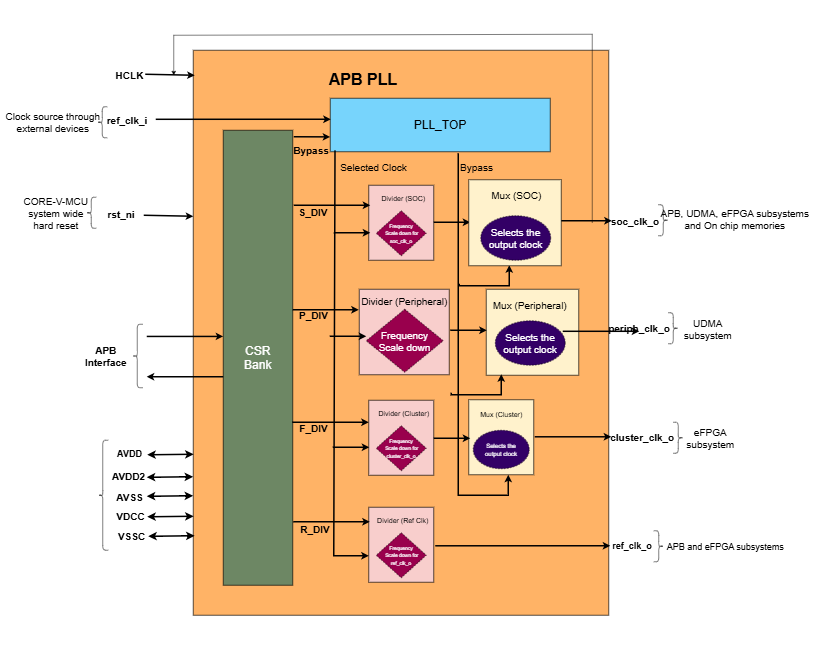 APB PLL
HCLK
Clock source through
external devices
ref_clk_i
PLL_TOP
Bypass
Selected Clock
Bypass
CORE-V-MCU
system wide
hard reset
rst_ni
S_DIV
Divider (SOC)
Frequency
Scale down for
soc_clk_o
Mux (SOC)
Selects the
output clock
soc_clk_o
APB, UDMA, eFPGA subsystems
and On chip memories
APB
Interface
CSR
Bank
P_DIV
Divider (Peripheral)
Frequency
Scale down
Mux (Peripheral)
Selects the
output clock
periph_clk_o
UDMA
subsystem
F_DIV
Divider (Cluster)
Frequency
Scale down for
cluster_clk_o
Mux (Cluster)
Selects the
output clock
cluster_clk_o
eFPGA
subsystem
AVDD
AVDD2
AVSS
VDCC
VSSC
R_DIV
Divider (Ref Clk)
Frequency
Scale down for
ref_clk_o
ref_clk_o
APB and eFPGA subsystems